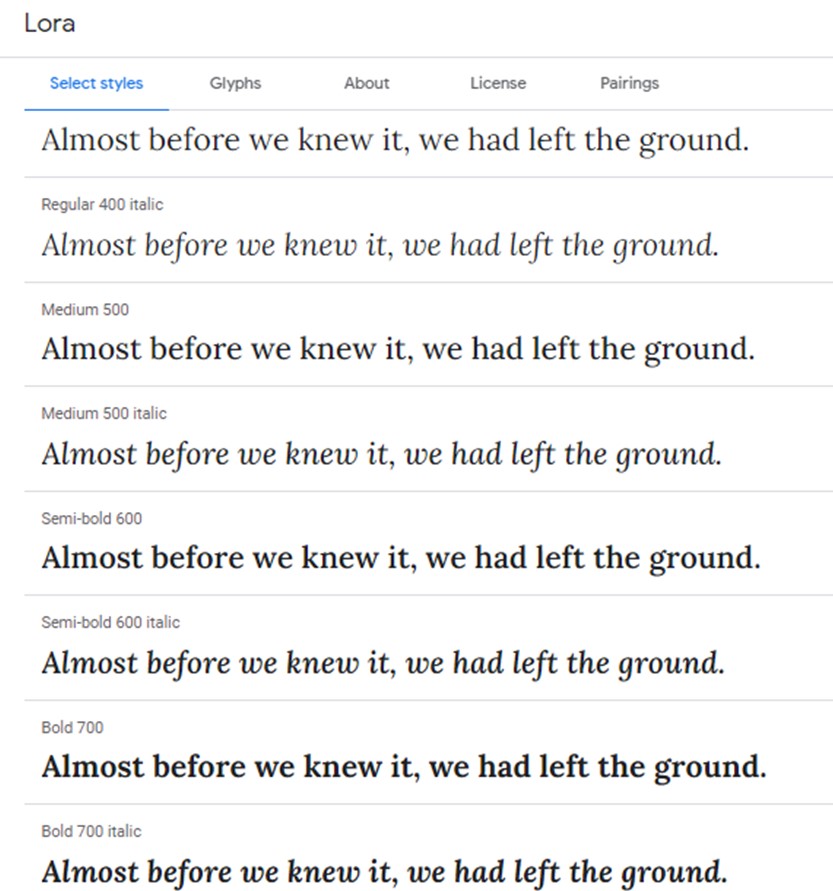 Lora
Select styles Glyphs About License Pairings
Almost before we knew it, we had left the ground.
Regular 400 italic
Almost before we knew it, we had left the ground.
Medium 500
Almost before we knew it, we had left the ground.
Medium 500 italic
Almost before we knew it, we had left the ground.
Semi-bold 600
Almost before we knew it, we had left the ground.
Semi-bold 600 italic
Almost before we knew it, we had left the ground.
Bold 700
Almost before we knew it, we had left the ground.
Bold 700 italic
Almost before we knew it, we had left the ground.